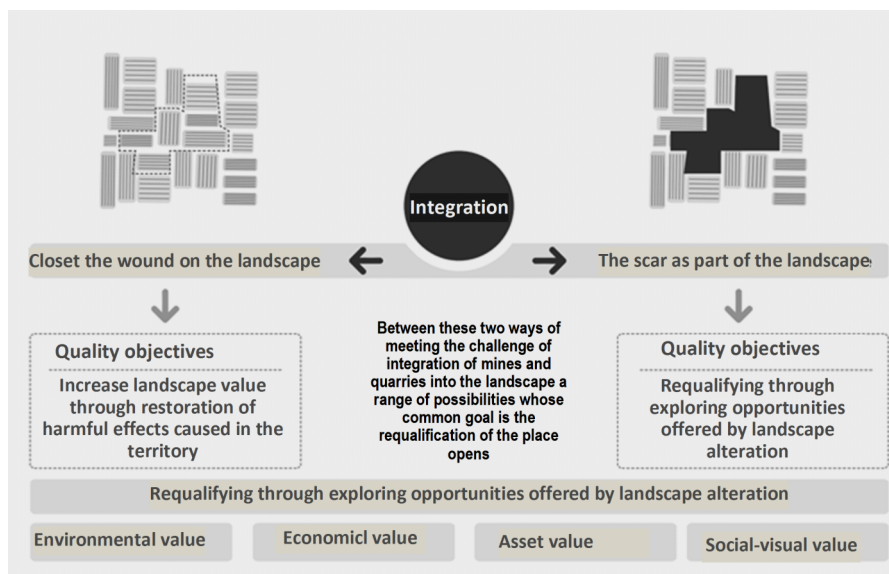 Integration
Closet the wound on the landscape
The scar as part of the landscape
Quality objectives
Increase landscape value
through restoration of
harmful effects caused in the
territory
Between these two ways of
meeting the challenge of
integration of mines and
quarries into the landscape a
range of possibilities whose
common goal is the
requalification of the place
opens
Quality objectives
Requalifying through
exploring opportunities
offered by landscape
alteration
Requalifying through exploring opportunities offered by landscape alteration
Environmental value
Economicl value
Asset value
Social-visual value